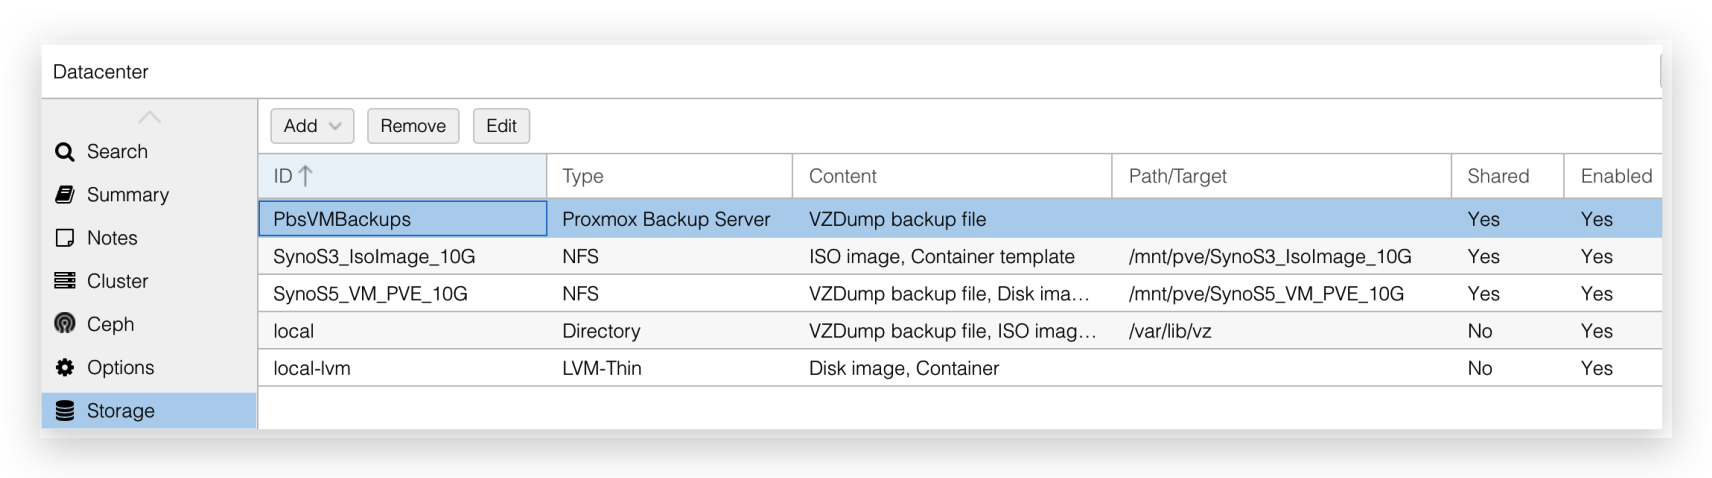 Datacenter
Search
Summary
Notes
Cluster
Ceph
Options
Storage
Add Remove Edit
ID Type Content Path/Target Shared Enabled
PbsVMBackups Proxmox Backup Server VZDump backup file Yes Yes
SynoS3_IsoImage_10G NFS ISO image, Container template /mnt/pve/SynoS3_IsoImage_10G Yes Yes
SynoS5_VM_PVE_10G NFS VZDump backup file, Disk ima... /mnt/pve/SynoS5_VM_PVE_10G Yes Yes
local Directory VZDump backup file, ISO imag... /var/lib/vz No Yes
local-lvm LVM-Thin Disk image, Container No Yes